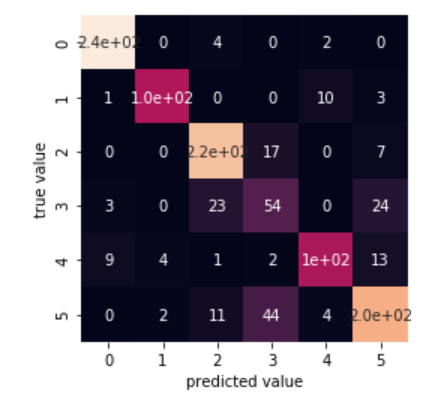 0 2.4e+02 0 4 0 2 0
1 1 1.0e+02 0 0 10 3
2 0 0 2.2e+02 17 0 7
3 3 0 23 54 0 24
4 9 4 1 2 1e+02 13
5 0 2 11 44 4 2.0e+02
0 1 2 3 4 5
true value
predicted value